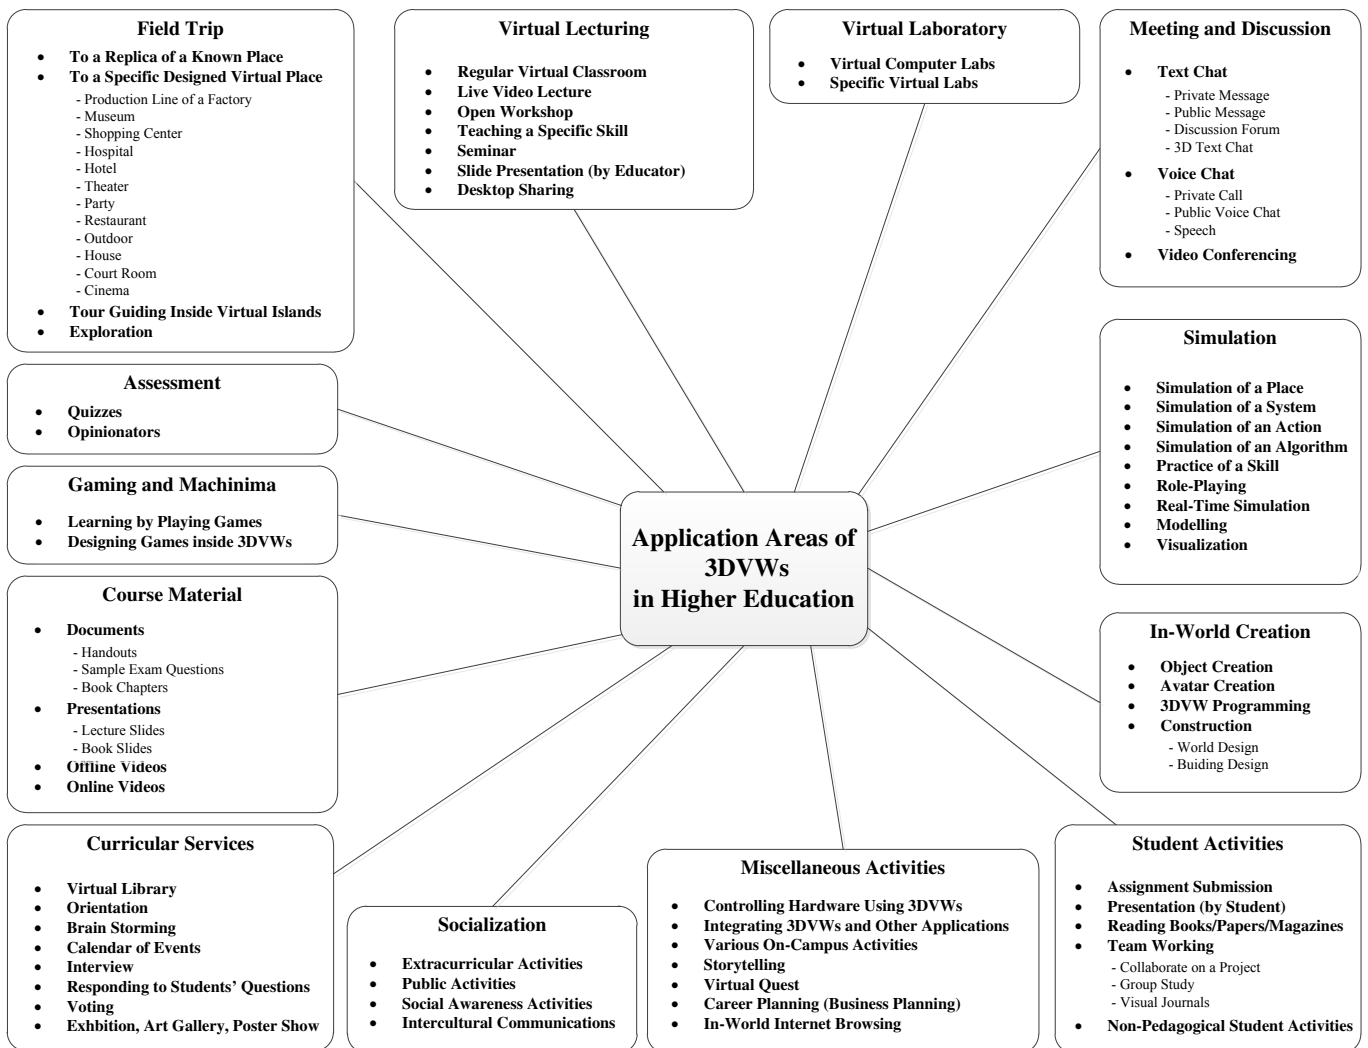 Field Trip
• To a Replica of a Known Place
• To a Specific Designed Virtual Place
- Production Line of a Factory
- Museum
- Shopping Center
- Hospital
- Hotel
- Theater
- Party
- Restaurant
- Outdoor
- House
- Court Room
- Cinema
• Tour Guiding Inside Virtual Islands
• Exploration
Virtual Lecturing
• Regular Virtual Classroom
• Live Video Lecture
• Open Workshop
• Teaching a Specific Skill
• Seminar
• Slide Presentation (by Educator)
• Desktop Sharing
Virtual Laboratory
• Virtual Computer Labs
• Specific Virtual Labs
Meeting and Discussion
• Text Chat
- Private Message
- Public Message
- Discussion Forum
- 3D Text Chat
• Voice Chat
- Private Call
- Public Voice Chat
- Speech
• Video Conferencing
Assessment
• Quizzes
• Opinionators
Gaming and Machinima
• Learning by Playing Games
• Designing Games inside 3DVWs
Application Areas of
3DVWs
in Higher Education
Simulation
• Simulation of a Place
• Simulation of a System
• Simulation of an Action
• Simulation of an Algorithm
• Practice of a Skill
• Role-Playing
• Real-Time Simulation
• Modelling
• Visualization
Course Material
• Documents
- Handouts
- Sample Exam Questions
- Book Chapters
• Presentations
- Lecture Slides
- Book Slides
• Offline Videos
• Online Videos
In-World Creation
• Object Creation
• Avatar Creation
• 3DVW Programming
• Construction
- World Design
- Buiding Design
Curricular Services
• Virtual Library
• Orientation
• Brain Storming
• Calendar of Events
• Interview
• Responding to Students’ Questions
• Voting
• Exhbition, Art Gallery, Poster Show
Socialization
• Extracurricular Activities
• Public Activities
• Social Awareness Activities
• Intercultural Communications
Miscellaneous Activities
• Controlling Hardware Using 3DVWs
• Integrating 3DVWs and Other Applications
• Various On-Campus Activities
• Storytelling
• Virtual Quest
• Career Planning (Business Planning)
• In-World Internet Browsing
Student Activities
• Assignment Submission
• Presentation (by Student)
• Reading Books/Papers/Magazines
• Team Working
- Collaborate on a Project
- Group Study
- Visual Journals
• Non-Pedagogical Student Activities